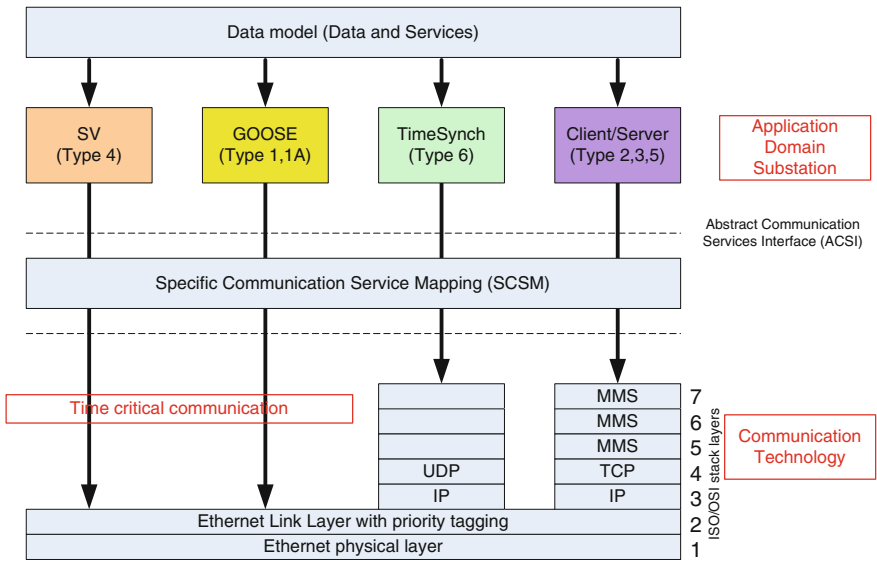 Data model (Data and Services)
SV
(Type 4)
GOOSE
(Type 1,1A)
TimeSynch
(Type 6)
Client/Server
(Type 2,3,5)
Application
Domain
Substation
Abstract Communication
Services Interface (ACSI)
Specific Communication Service Mapping (SCSM)
Time critical communication
MMS
7
MMS
6
MMS
5
UDP
TCP
4
IP
IP
3
Ethernet Link Layer with priority tagging
2
Ethernet physical layer
1
ISO/OSI stack layers
Communication
Technology